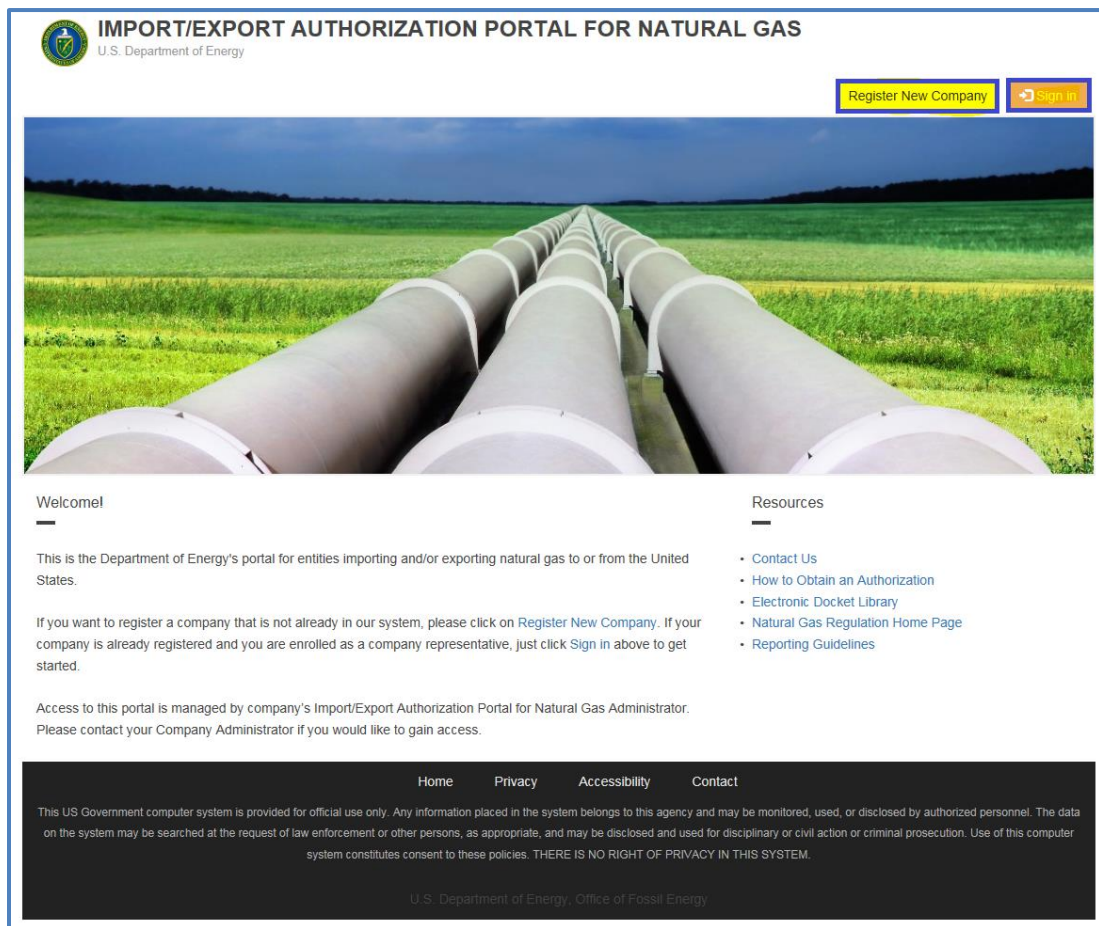 IMPORT/EXPORT AUTHORIZATION PORTAL FOR NATURAL GAS
U.S. Department of Energy
Register New Company
Sign in
Welcome!
This is the Department of Energy's portal for entities importing and/or exporting natural gas to or from the United
States.
If you want to register a company that is not already in our system, please click on Register New Company. If your
company is already registered and you are enrolled as a company representative, just click Sign in above to get
started.
Access to this portal is managed by company's Import/Export Authorization Portal for Natural Gas Administrator.
Please contact your Company Administrator if you would like to gain access.
Resources
• Contact Us
• How to Obtain an Authorization
• Electronic Docket Library
• Natural Gas Regulation Home Page
• Reporting Guidelines
Home Privacy Accessibility Contact
This US Government computer system is provided for official use only. Any information placed in the system belongs to this agency and may be monitored, used, or disclosed by authorized personnel. The data
on the system may be searched at the request of law enforcement or other persons, as appropriate, and may be disclosed and used for disciplinary or civil action or criminal prosecution. Use of this computer
system constitutes consent to these policies. THERE IS NO RIGHT OF PRIVACY IN THIS SYSTEM.
U.S. Department of Energy, Office of Fossil Energy